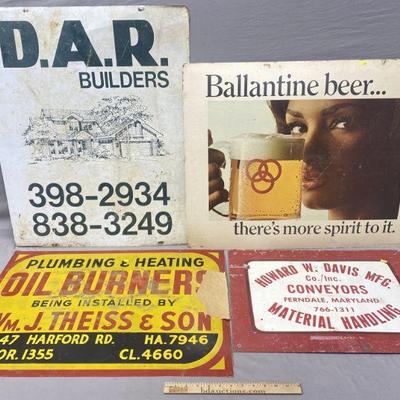 D.A.R.
BUILDERS
398-2934
838-3249
Ballantine beer...
there's more spirit to it.
PLUMBING & HEATING
OIL BURNERS
BEING INSTALLED BY
WM. J. THEISS & SON
47 HARFORD RD. HA.7946
OR. 1355 CL.4660
HOWARD W. DAVIS MFG.
Co./Inc.
CONVEYORS
FERNDALE, MARYLAND
766-1311
MATERIAL HANDLING
bdauctions.com